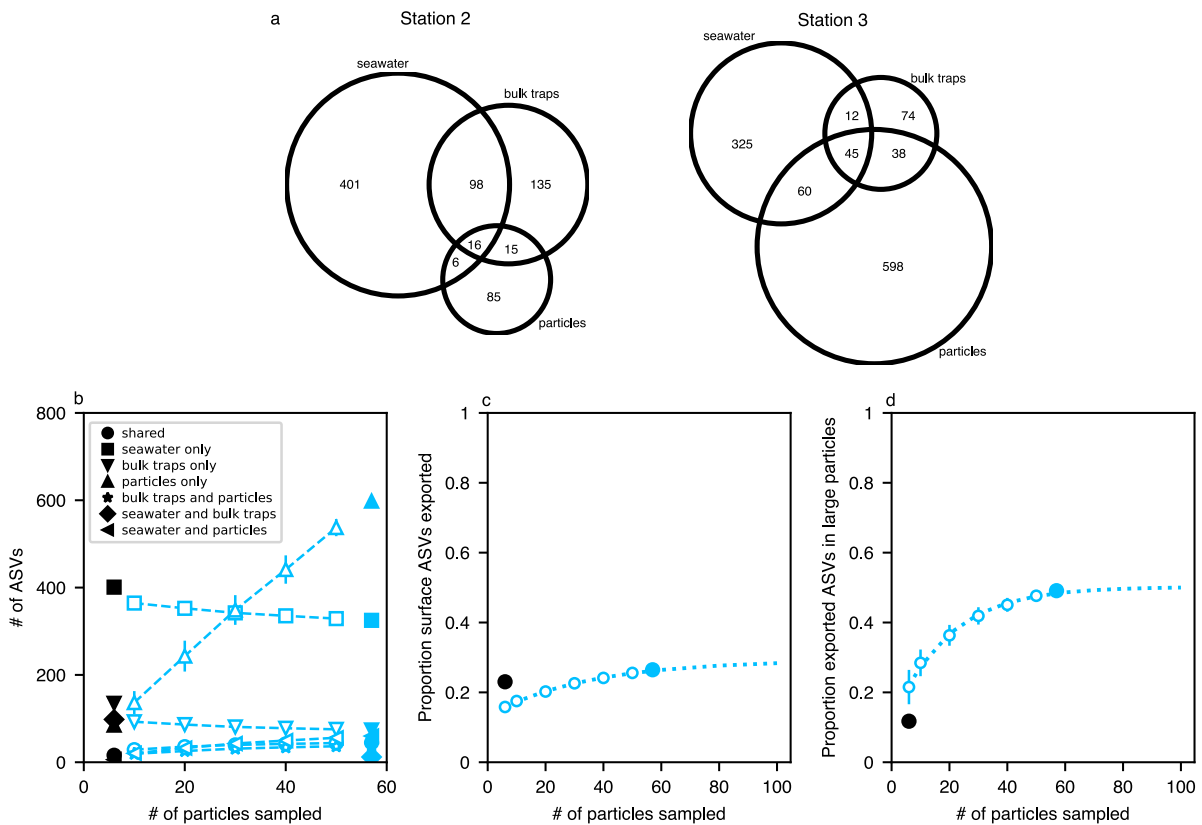 a
Station 2
Station 3
seawater
bulk traps
401
98
135
16
15
6
85
particles
seawater
bulk traps
12
74
325
45
38
60
598
particles
b
800
600
400
200
0
# of ASVs
shared
seawater only
bulk traps only
particles only
bulk traps and particles
seawater and bulk traps
seawater and particles
0
20
40
60
# of particles sampled
c
1
0.8
0.6
0.4
0.2
0
Proportion surface ASVs exported
0
20
40
60
80
100
# of particles sampled
d
1
0.8
0.6
0.4
0.2
0
Proportion exported ASVs in large particles
0
20
40
60
80
100
# of particles sampled